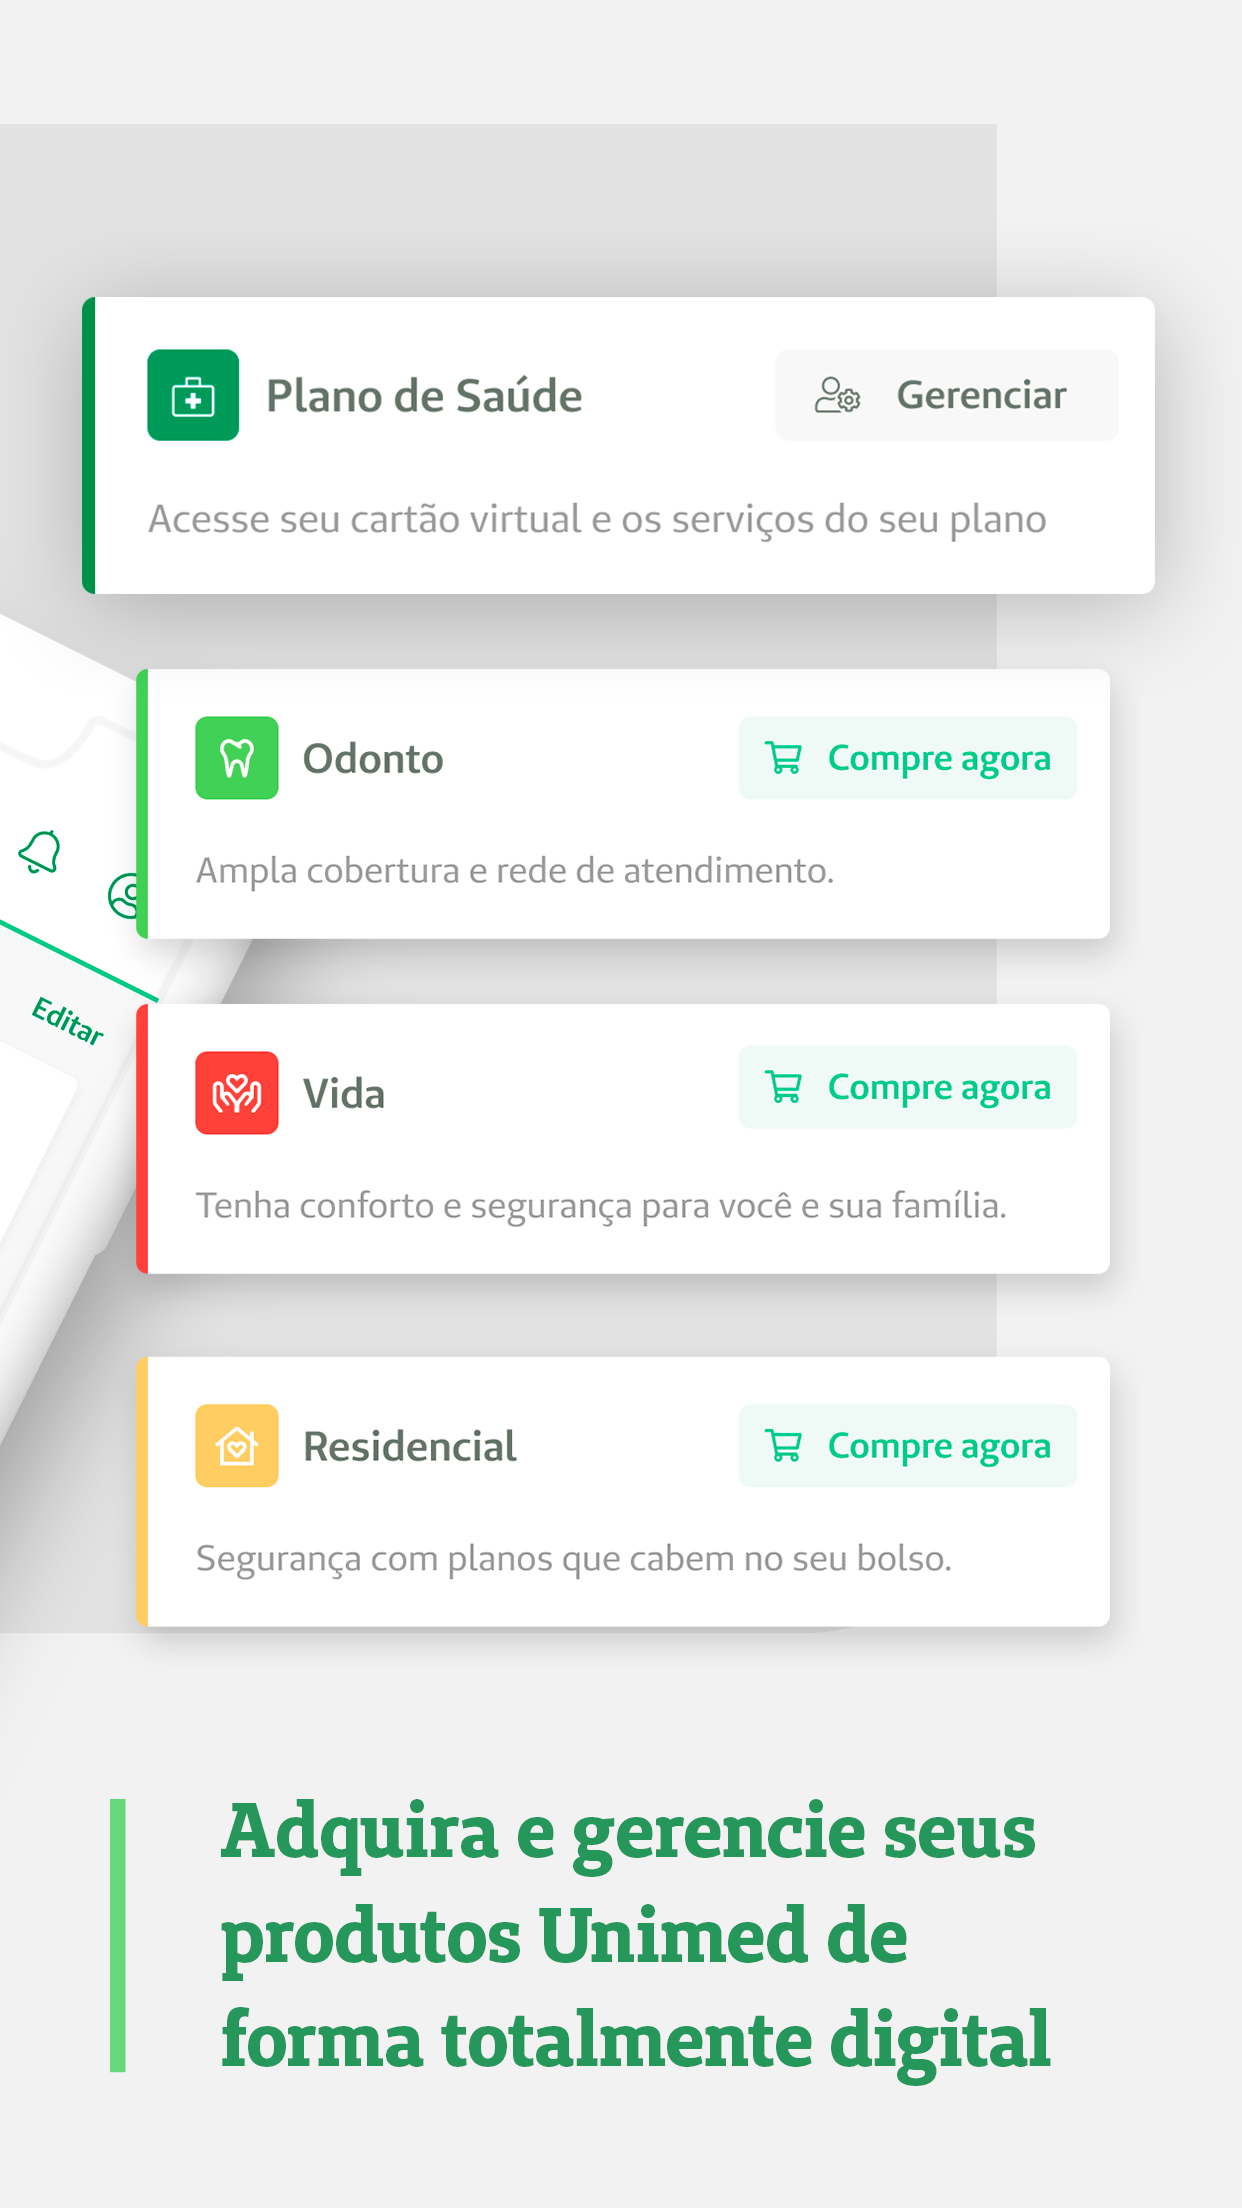 Plano de Saúde
Gerenciar
Acesse seu cartão virtual e os serviços do seu plano
Odonto
Compre agora
Ampla cobertura e rede de atendimento.
Editar
Vida
Compre agora
Tenha conforto e segurança para você e sua família.
Residencial
Compre agora
Segurança com planos que cabem no seu bolso.
Adquira e gerencie seus
produtos Unimed de
forma totalmente digital